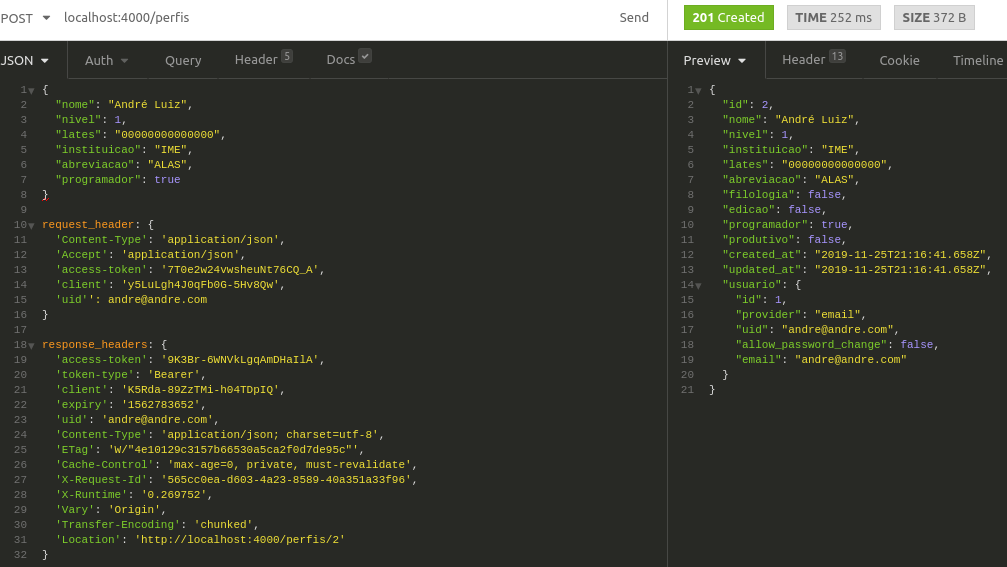 POST localhost:4000/perfis Send
201 Created TIME 252 ms SIZE 372 B
JSON Auth Query Header 5 Docs
Preview Header 13 Cookie Timeline
1 {
2 "nome": "André Luiz",
3 "nivel": 1,
4 "lates": "00000000000000",
5 "instituicao": "IME",
6 "abreviacao": "ALAS",
7 "programador": true
8 }
9
10 request_header: {
11 'Content-Type': 'application/json',
12 'Accept': 'application/json',
13 'access-token': '7T0e2w24vwsheuNt76CQ_A',
14 'client': 'y5LuLgh4J0qFb0G-5Hv8Qw',
15 'uid'': andre@andre.com
16 }
17
18 response_headers: {
19 'access-token': '9K3Br-6WNVkLgqAmDHaIlA',
20 'token-type': 'Bearer',
21 'client': 'K5Rda-89ZzTMi-h04TDpIQ',
22 'expiry': '1562783652',
23 'uid': 'andre@andre.com',
24 'Content-Type': 'application/json; charset=utf-8',
25 'ETag': 'W/"4e10129c3157b66530a5ca2f0d7de95c"',
26 'Cache-Control': 'max-age=0, private, must-revalidate',
27 'X-Request-Id': '565cc0ea-d603-4a23-8589-40a351a33f96',
28 'X-Runtime': '0.269752',
29 'Vary': 'Origin',
30 'Transfer-Encoding': 'chunked',
31 'Location': 'http://localhost:4000/perfis/2'
32 }
1 {
2 "id": 2,
3 "nome": "André Luiz",
4 "nivel": 1,
5 "instituicao": "IME",
6 "lates": "00000000000000",
7 "abreviacao": "ALAS",
8 "filologia": false,
9 "edicao": false,
10 "programador": true,
11 "produtivo": false,
12 "created_at": "2019-11-25T21:16:41.658Z",
13 "updated_at": "2019-11-25T21:16:41.658Z",
14 "usuario": {
15 "id": 1,
16 "provider": "email",
17 "uid": "andre@andre.com",
18 "allow_password_change": false,
19 "email": "andre@andre.com"
20 }
21 }